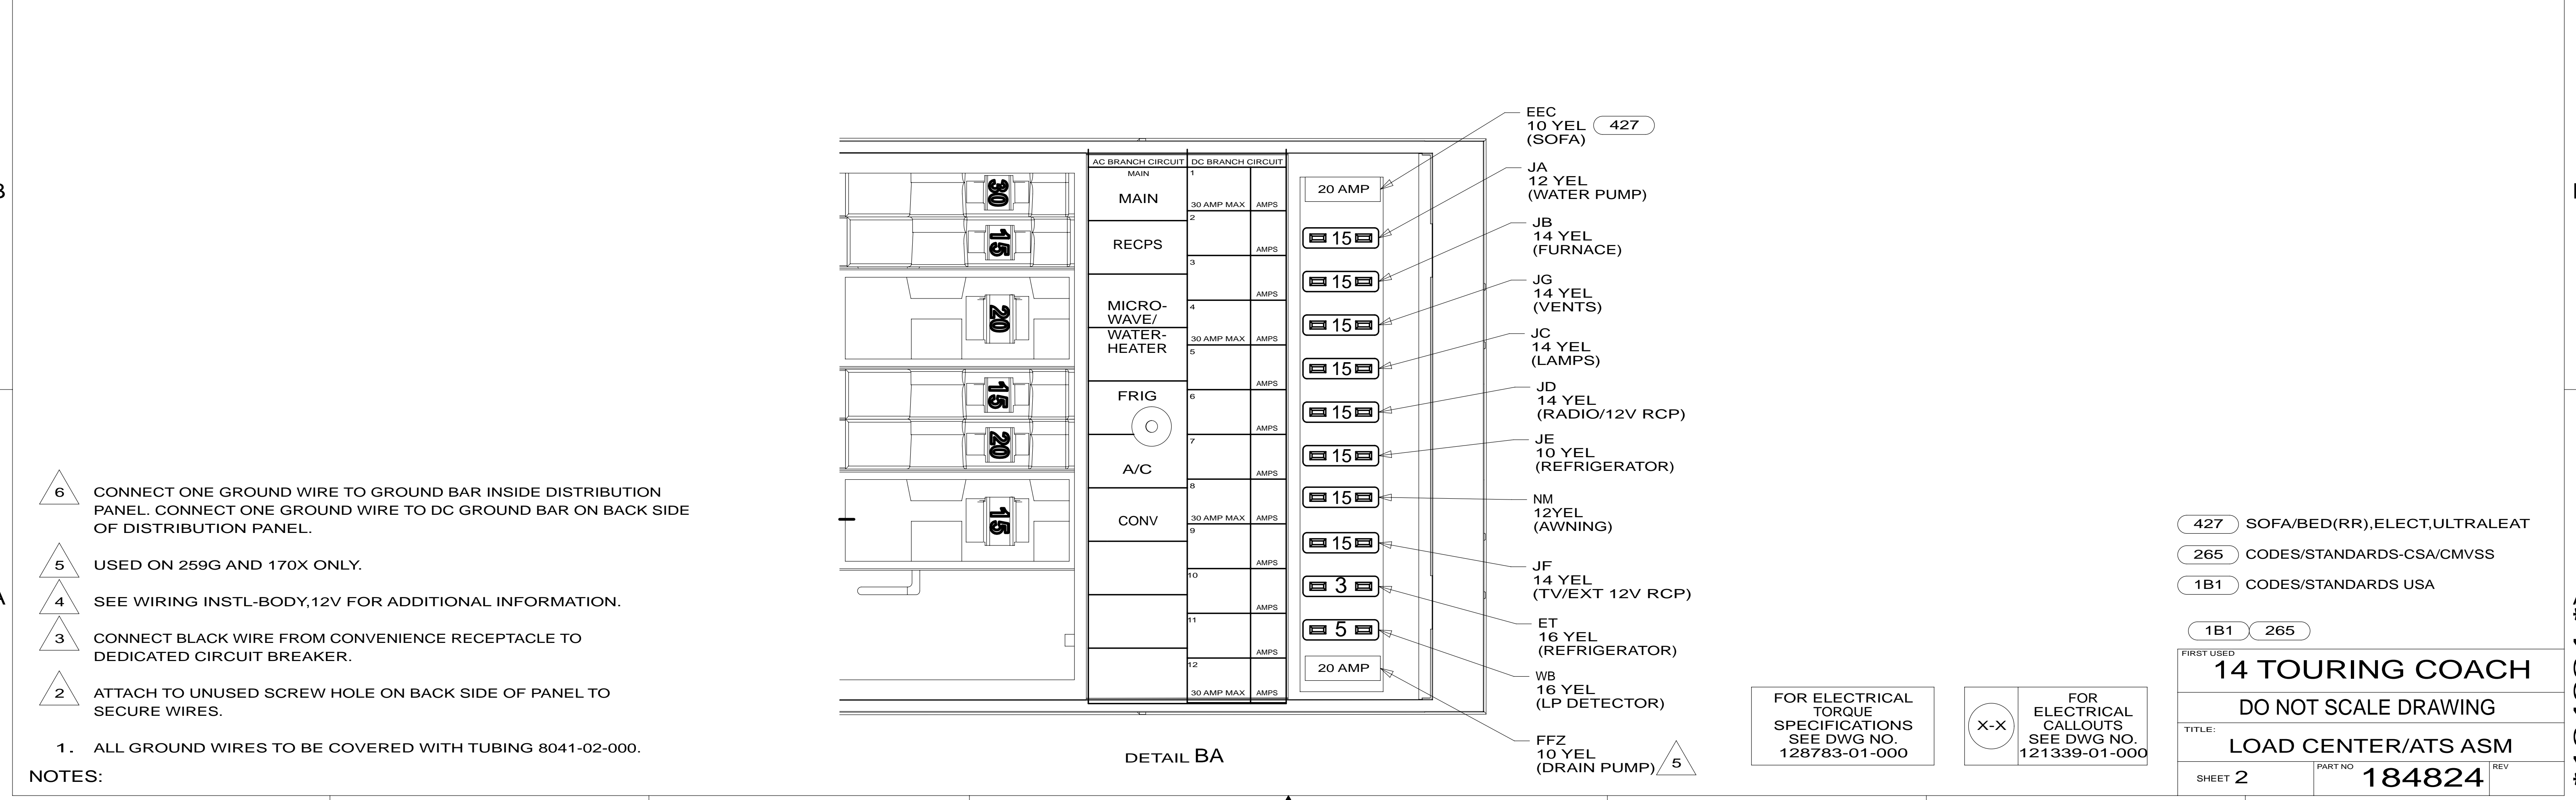 B
A
6 CONNECT ONE GROUND WIRE TO GROUND BAR INSIDE DISTRIBUTION
PANEL. CONNECT ONE GROUND WIRE TO DC GROUND BAR ON BACK SIDE
OF DISTRIBUTION PANEL.
5 USED ON 259G AND 170X ONLY.
4 SEE WIRING INSTL-BODY,12V FOR ADDITIONAL INFORMATION.
3 CONNECT BLACK WIRE FROM CONVENIENCE RECEPTACLE TO
DEDICATED CIRCUIT BREAKER.
2 ATTACH TO UNUSED SCREW HOLE ON BACK SIDE OF PANEL TO
SECURE WIRES.
1. ALL GROUND WIRES TO BE COVERED WITH TUBING 8041-02-000.
NOTES:
30
15
20
15
20
15
AC BRANCH CIRCUIT
MAIN
MAIN
RECPS
MICRO-
WAVE/
WATER-
HEATER
FRIG
A/C
CONV
DC BRANCH CIRCUIT
1
30 AMP MAX AMPS
2
AMPS
3
AMPS
4
30 AMP MAX AMPS
5
AMPS
6
AMPS
7
AMPS
8
30 AMP MAX AMPS
9
AMPS
10
AMPS
11
AMPS
12
30 AMP MAX AMPS
20 AMP
15
15
15
15
15
15
15
15
3
5
20 AMP
EEC
10 YEL 427
(SOFA)
JA
12 YEL
(WATER PUMP)
JB
14 YEL
(FURNACE)
JG
14 YEL
(VENTS)
JC
14 YEL
(LAMPS)
JD
14 YEL
(RADIO/12V RCP)
JE
10 YEL
(REFRIGERATOR)
NM
12YEL
(AWNING)
JF
14 YEL
(TV/EXT 12V RCP)
ET
16 YEL
(REFRIGERATOR)
WB
16 YEL
(LP DETECTOR)
FFZ
10 YEL
(DRAIN PUMP) 5
DETAIL BA
FOR ELECTRICAL
TORQUE
SPECIFICATIONS
SEE DWG NO.
128783-01-000
X-X
FOR
ELECTRICAL
CALLOUTS
SEE DWG NO.
121339-01-000
427 SOFA/BED(RR),ELECT,ULTRALEAT
265 CODES/STANDARDS-CSA/CMVSS
1B1 CODES/STANDARDS USA
1B1 265
FIRST USED
14 TOURING COACH
DO NOT SCALE DRAWING
TITLE:
LOAD CENTER/ATS ASM
SHEET 2
PART NO 184824
REV